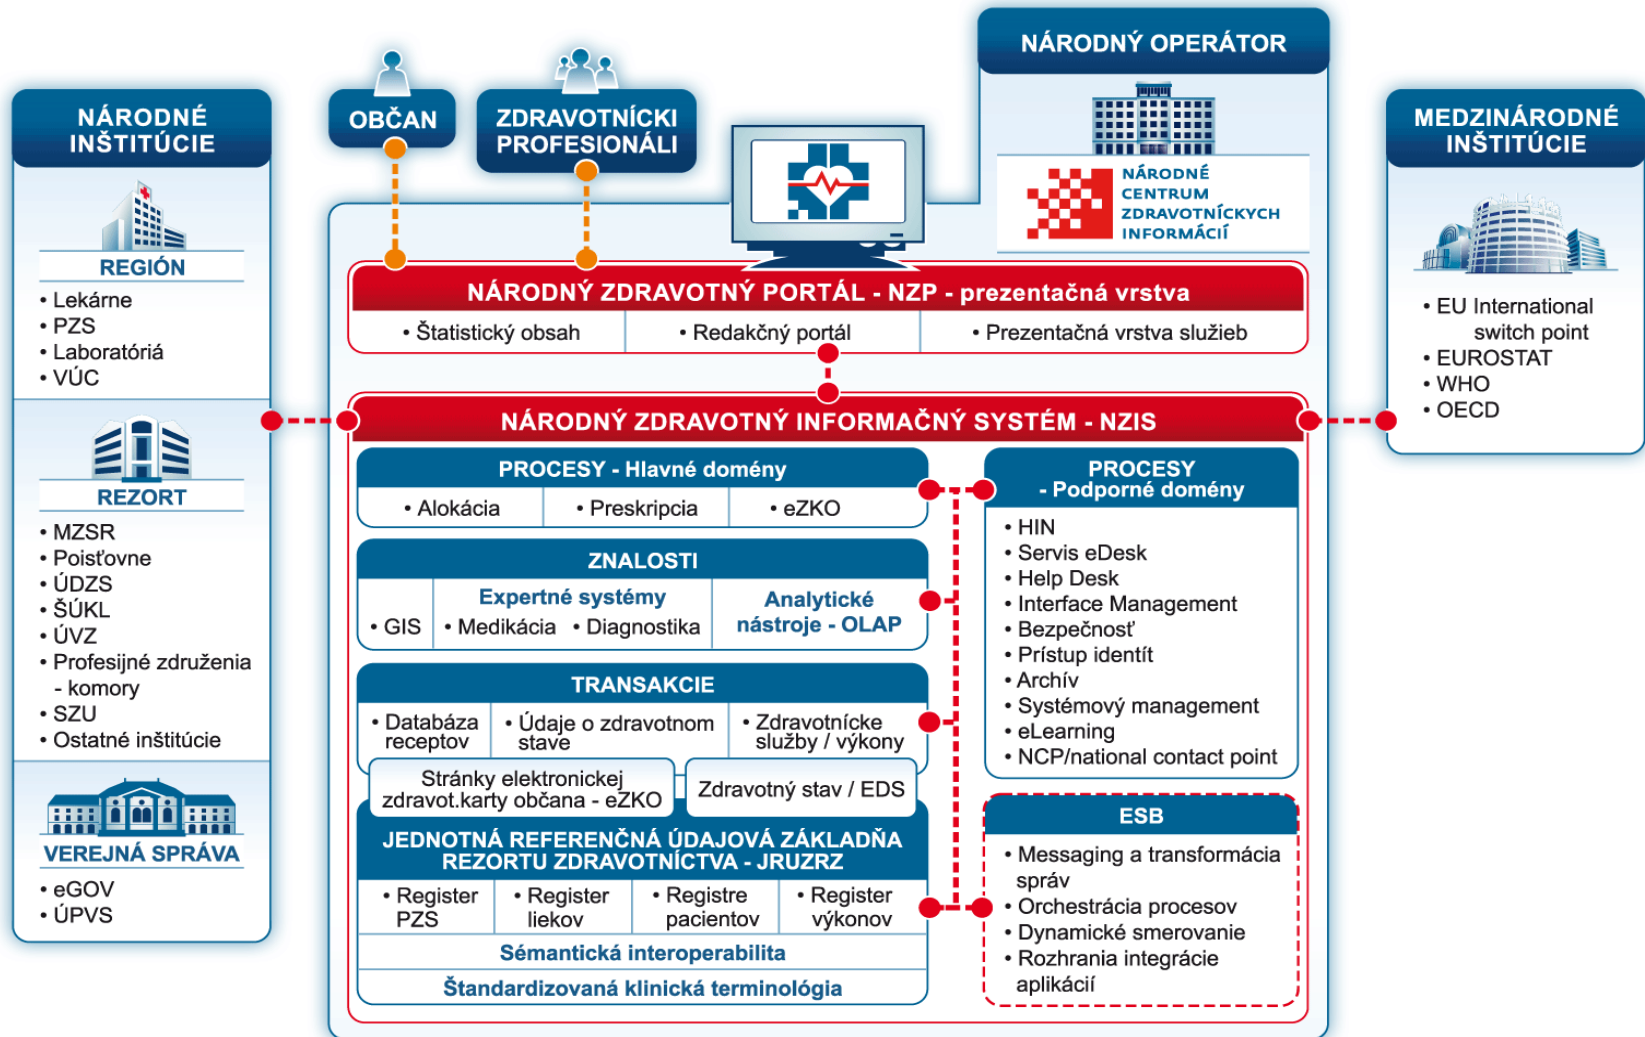 NÁRODNÉ
INŠTITÚCIE
REGIÓN
• Lekárne
• PZS
• Laboratóriá
• VÚC
REZORT
• MZSR
• Poisťovne
• ÚDZS
• ŠÚKL
• ÚVZ
• Profesijné združenia
- komory
• SZU
• Ostatné inštitúcie
VEREJNÁ SPRÁVA
• eGOV
• ÚPVS
OBČAN
ZDRAVOTNÍCKI
PROFESIONÁLI
NÁRODNÝ OPERÁTOR
NÁRODNÉ
CENTRUM
ZDRAVOTNÍCKYCH
INFORMÁCIÍ
NÁRODNÝ ZDRAVOTNÝ PORTÁL - NZP - prezentačná vrstva
• Štatistický obsah
• Redakčný portál
• Prezentačná vrstva služieb
NÁRODNÝ ZDRAVOTNÝ INFORMAČNÝ SYSTÉM - NZIS
PROCESY - Hlavné domény
• Alokácia
• Preskripcia
• eZKO
ZNALOSTI
• GIS
Expertné systémy
• Medikácia • Diagnostika
Analytické
nástroje - OLAP
TRANSAKCIE
• Databáza
receptov
• Údaje o zdravotnom
stave
• Zdravotnícke
služby / výkony
Stránky elektronickej
zdravot.karty občana - eZKO
Zdravotný stav / EDS
JEDNOTNÁ REFERENČNÁ ÚDAJOVÁ ZÁKLADŇA
REZORTU ZDRAVOTNÍCTVA - JRUZRZ
• Register
PZS
• Register
liekov
• Registre
pacientov
• Register
výkonov
Sémantická interoperabilita
Štandardizovaná klinická terminológia
PROCESY
- Podporné domény
• HIN
• Servis eDesk
• Help Desk
• Interface Management
• Bezpečnosť
• Prístup identít
• Archív
• Systémový management
• eLearning
• NCP/national contact point
ESB
• Messaging a transformácia
správ
• Orchestrácia procesov
• Dynamické smerovanie
• Rozhrania integrácie
aplikácií
MEDZINÁRODNÉ
INŠTITÚCIE
• EU International
switch point
• EUROSTAT
• WHO
• OECD